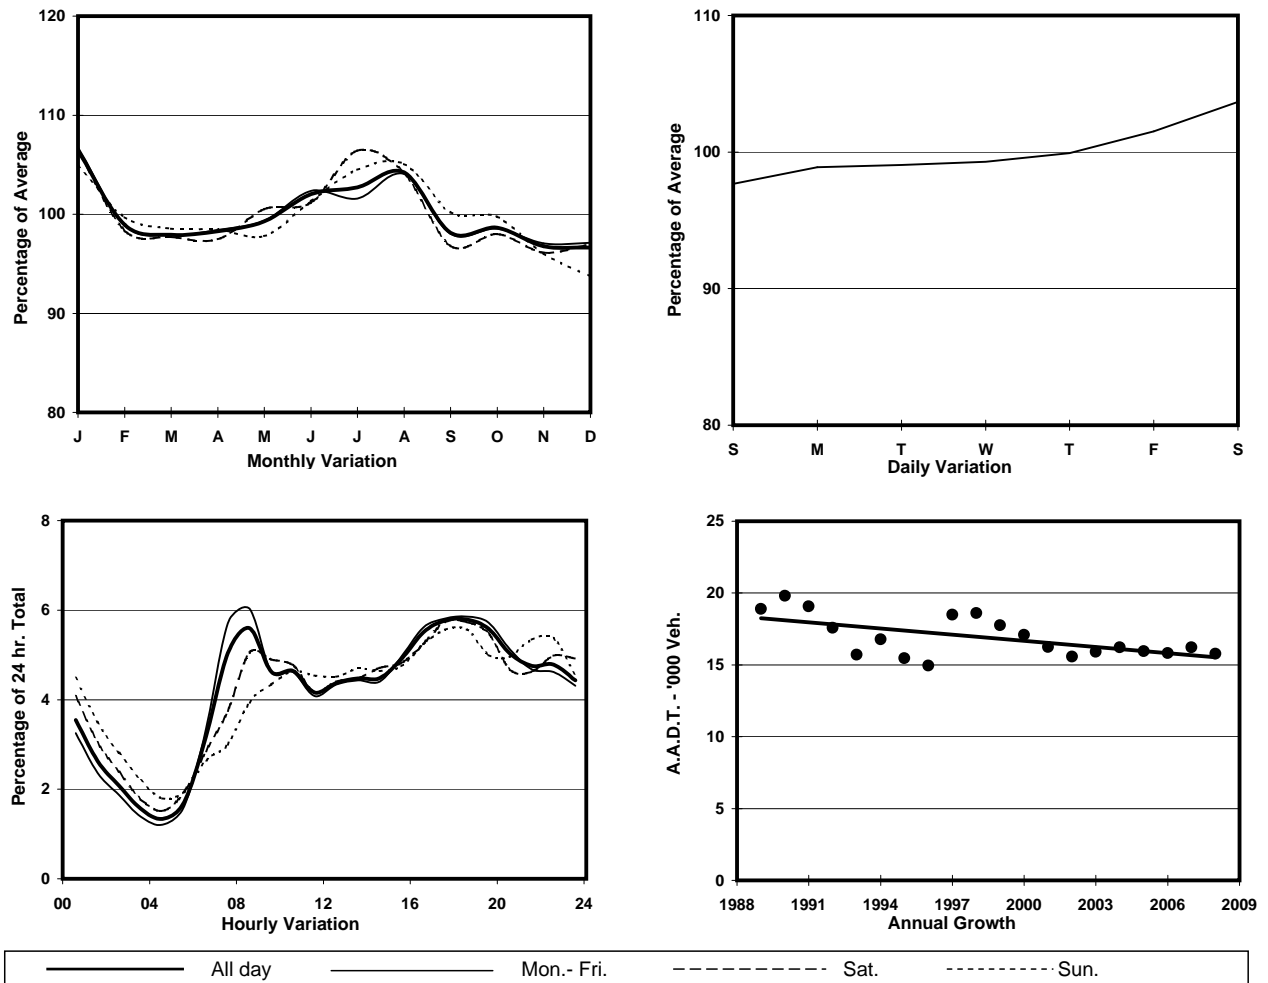 120
110
100
90
80
Percentage of Average
J F M A M J J A S O N D
Monthly Variation
110
100
90
80
Percentage of Average
S M T W T F S
Daily Variation
8
6
4
2
0
Percentage of 24 hr. Total
00 04 08 12 16 20 24
Hourly Variation
25
20
15
10
5
0
A.A.D.T. - '000 Veh.
1988 1991 1994 1997 2000 2003 2006 2009
Annual Growth
All day Mon.- Fri. Sat. Sun.